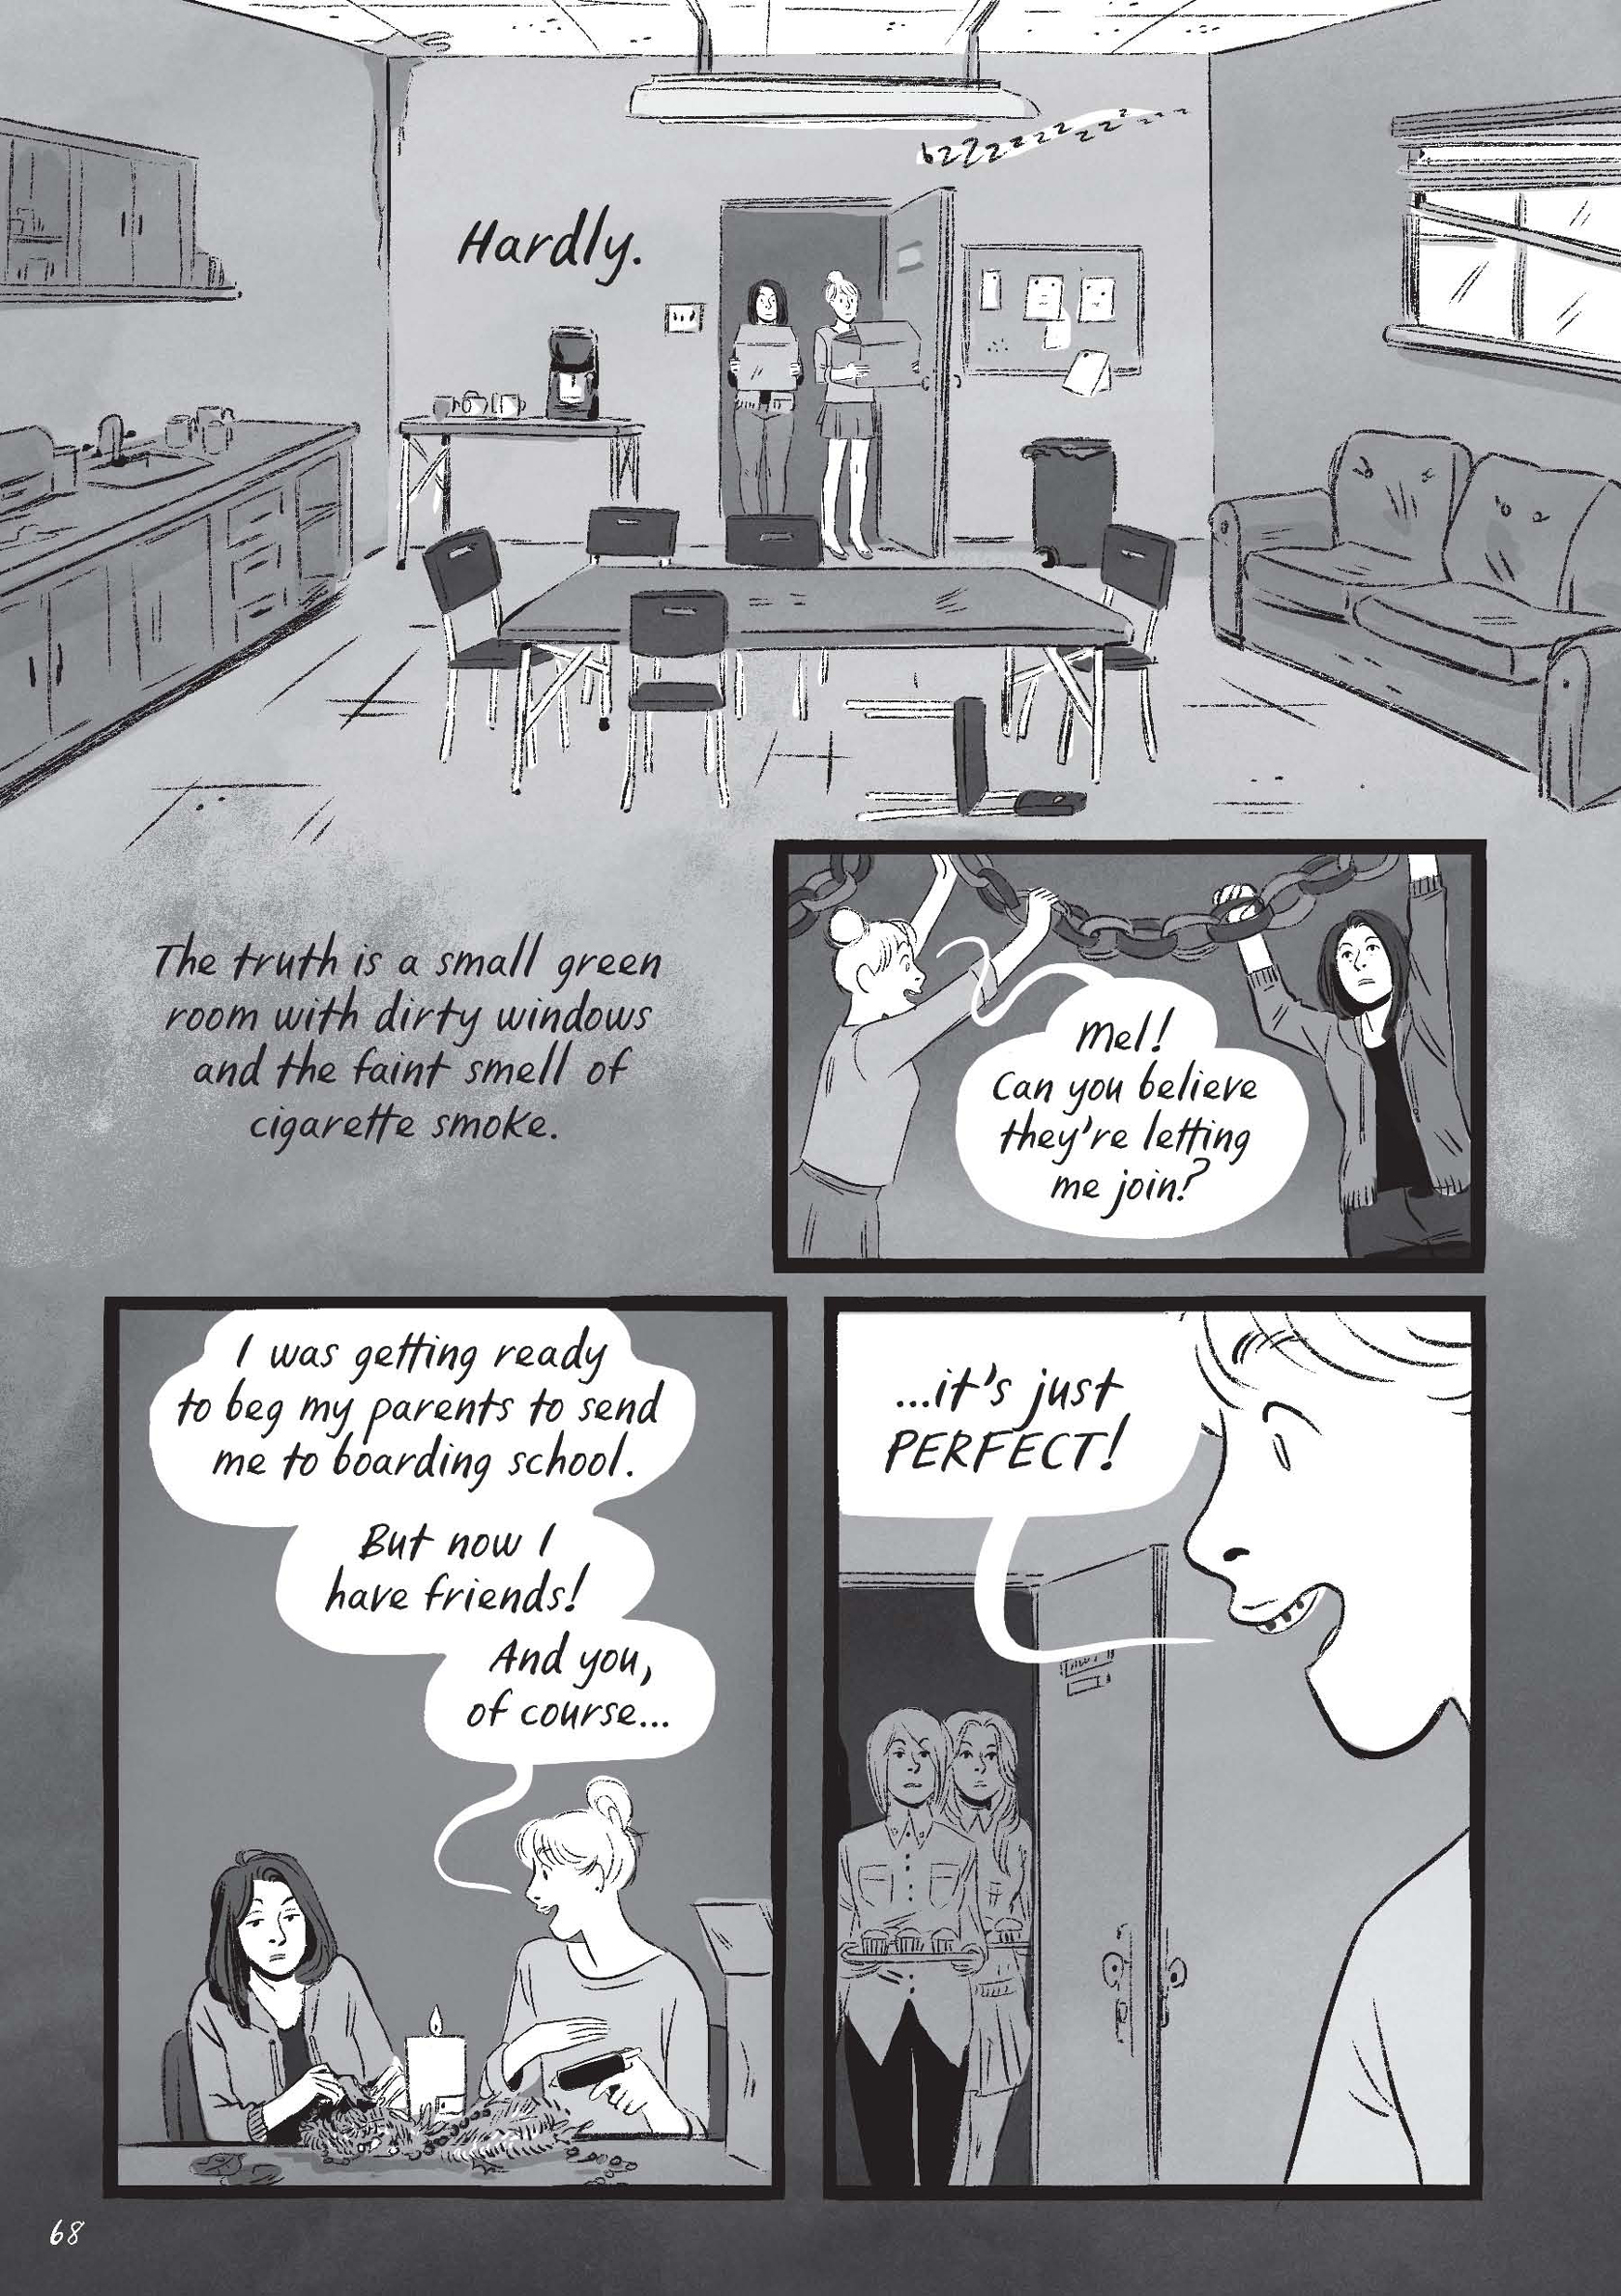 bzzzzzzzzzzzz
Hardly.
The truth is a small green
room with dirty windows
and the faint smell of
cigarette smoke.
Mel!
Can you believe
they're letting
me join?
I was getting ready
to beg my parents to send
me to boarding school.
But now I
have friends!
And you,
of course...
...it's just
PERFECT!
68